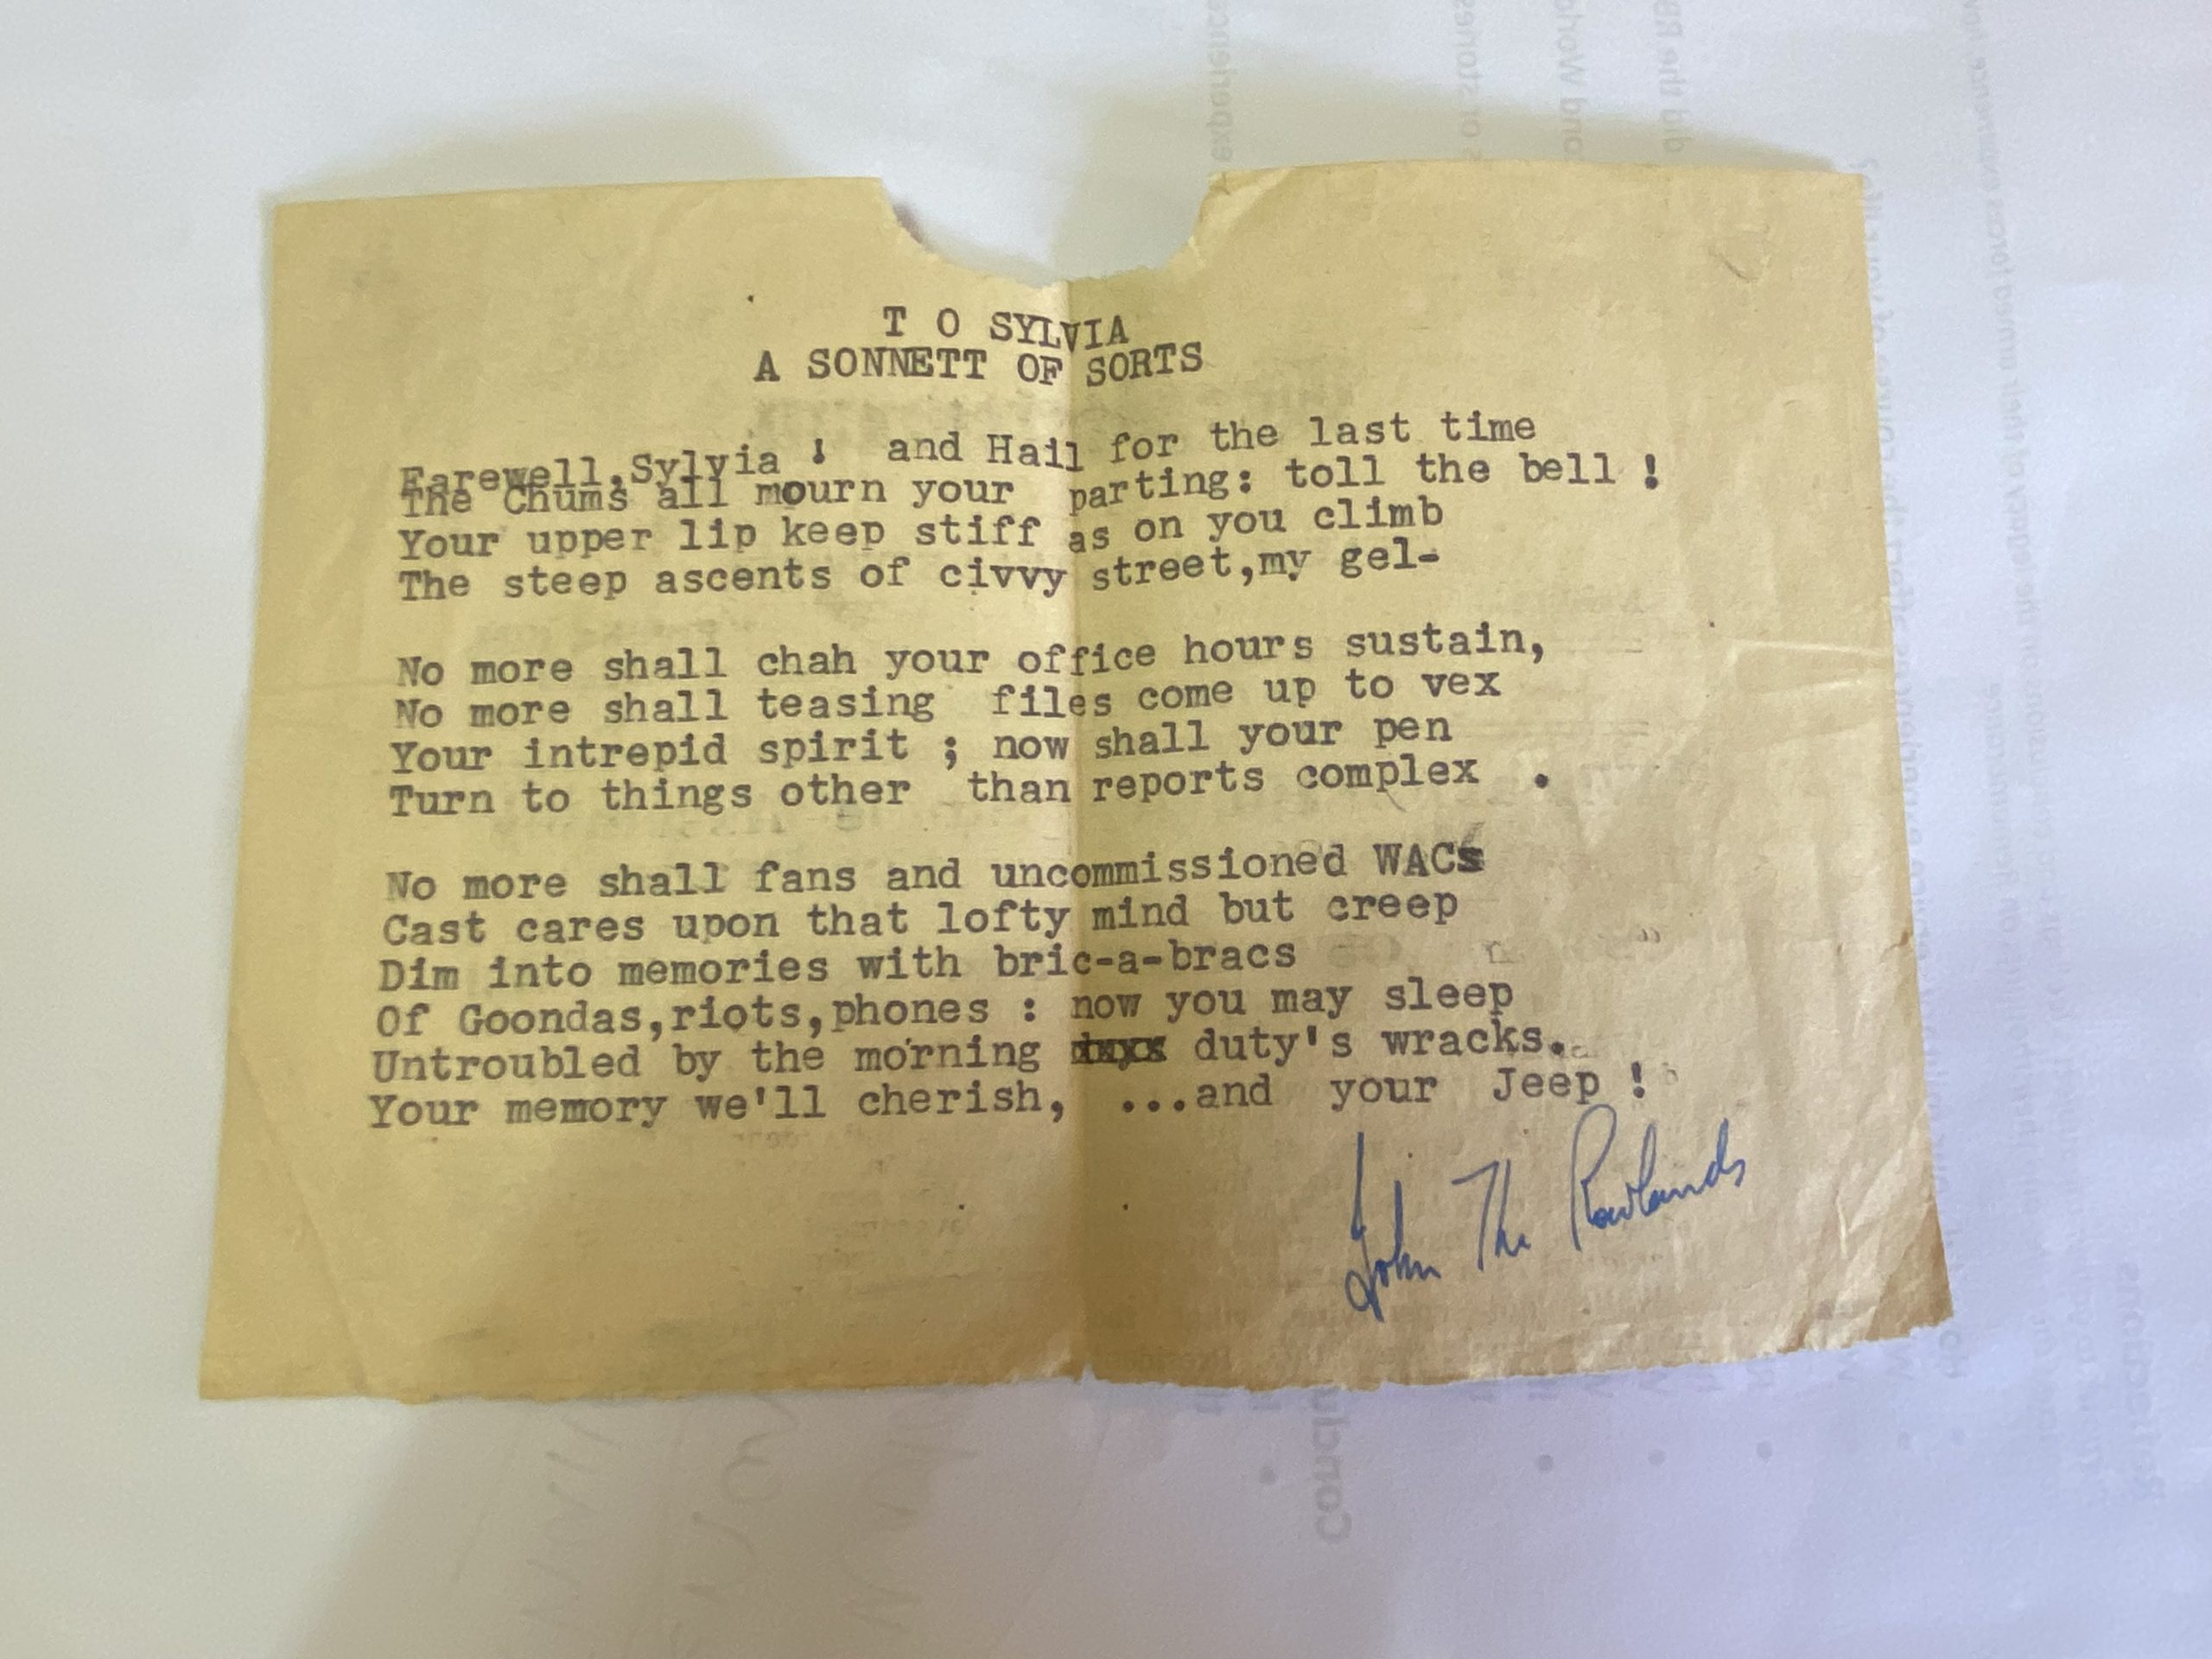 T O SYLVIA
A SONNETT OF SORTS
Farewell,Sylvia ! and Hail for the last time
The Chums all mourn your parting: toll the bell !
Your upper lip keep stiff as on you climb
The steep ascents of civvy street,my gel-
No more shall chah your office hours sustain,
No more shall teasing files come up to vex
Your intrepid spirit ; now shall your pen
Turn to things other than reports complex .
No more shall fans and uncommissioned WACs
Cast cares upon that lofty mind but creep
Dim into memories with bric-a-bracs
Of Goondas,riots,phones : now you may sleep
Untroubled by the morning duty's wracks.
Your memory we'll cherish, ...and your Jeep !
John The Rowlands